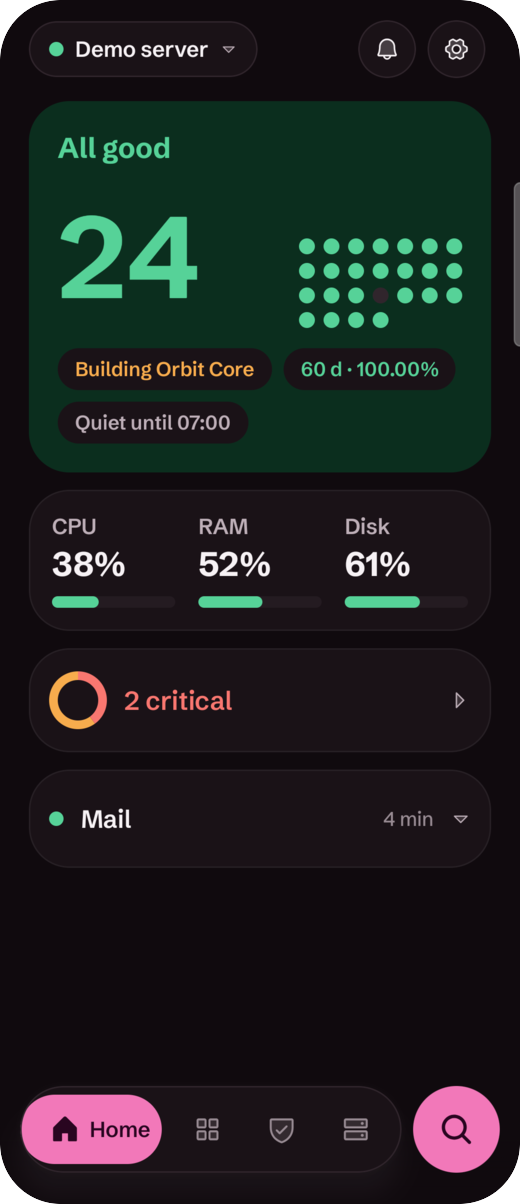 Demo server
All good
24
Building Orbit Core
60 d · 100.00%
Quiet until 07:00
CPU RAM Disk
38% 52% 61%
2 critical
Mail 4 min
Home